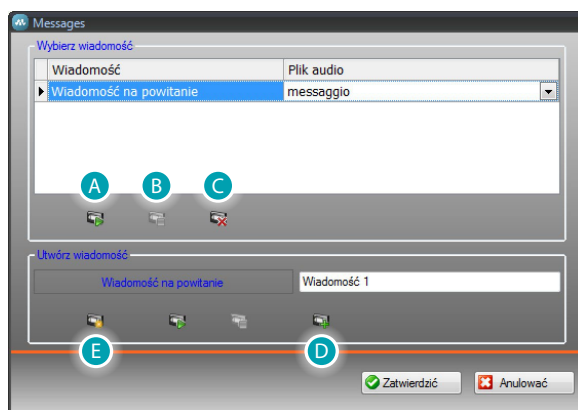 Messages
Wybierz wiadomość
Wiadomość Plik audio
Wiadomość na powitanie messaggio
A B C
Utwórz wiadomość
Wiadomość na powitanie Wiadomość 1
E D
Zatwierdzić Anulować